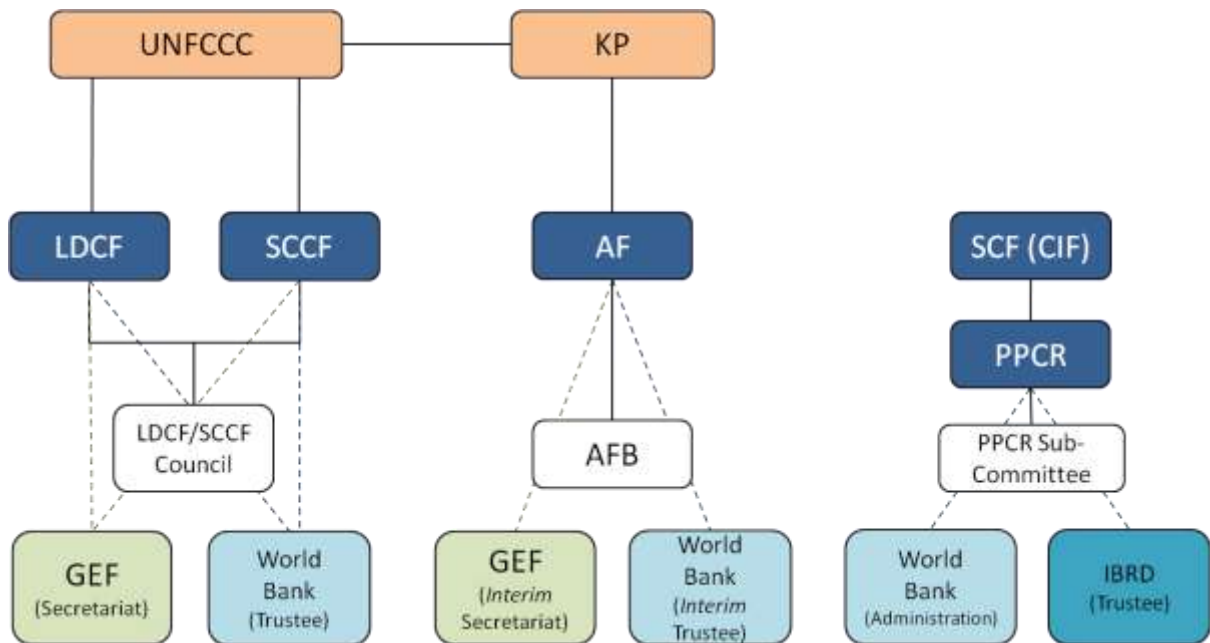 UNFCCC
KP
LDCF
SCCF
AF
SCF (CIF)
PPCR
LDCF/SCCF
Council
AFB
PPCR Sub-
Committee
GEF
(Secretariat)
World
Bank
(Trustee)
GEF
(Interim
Secretariat)
World
Bank
(Interim
Trustee)
World
Bank
(Administration)
IBRD
(Trustee)